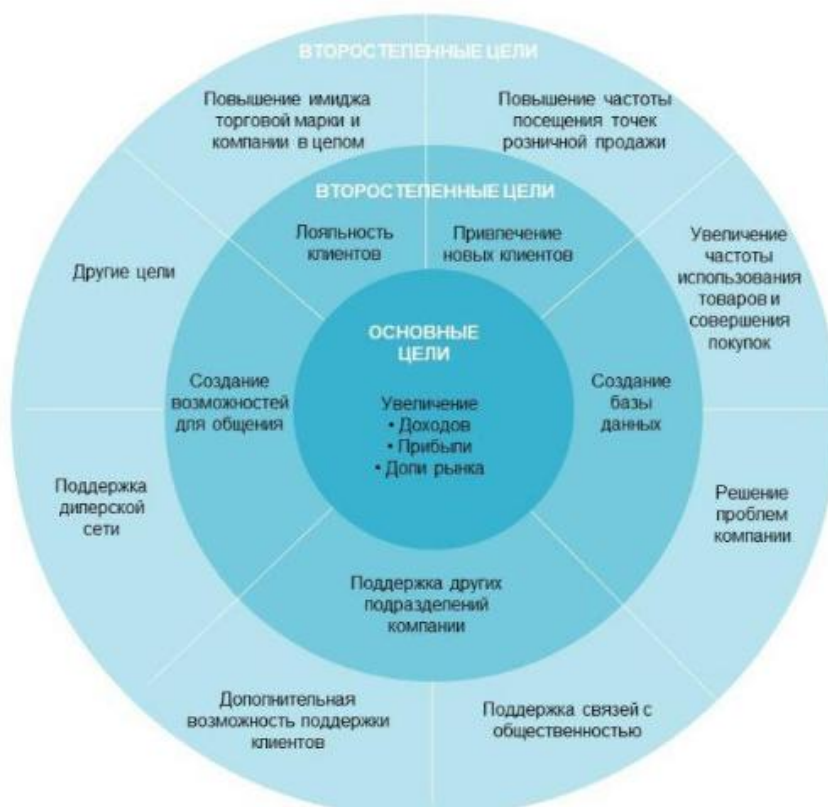 ВТОРОСТЕПЕННЫЕ ЦЕЛИ
Повышение имиджа
торговой марки и
компании в целом
Повышение частоты
посещения точек
розничной продажи
ВТОРОСТЕПЕННЫЕ ЦЕЛИ
Лояльность
клиентов
Привлечение
новых клиентов
Другие цели
Увеличение
частоты
использования
товаров и
совершения
покупок
ОСНОВНЫЕ
ЦЕЛИ
Увеличение
• Доходов
• Прибыли
• Доли рынка
Создание
возможностей
для общения
Создание
базы
данных
Поддержка
диперской
сети
Решение
проблем
компании
Поддержка других
подразделений
компании
Дополнительная
возможность поддержки
клиентов
Поддержка связей с
общественностью